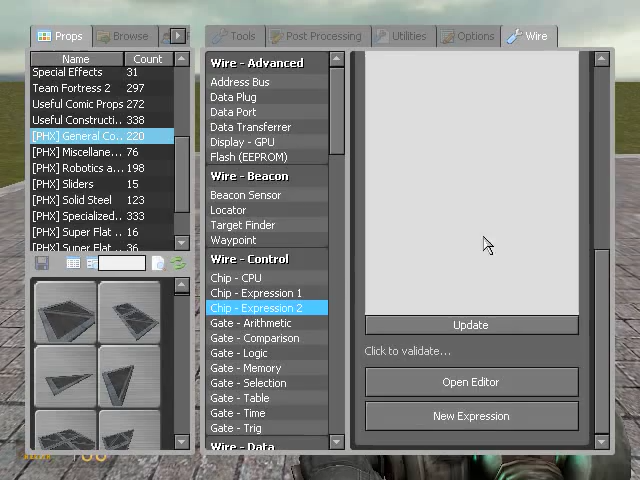 Props
Browse
Tools
Post Processing
Utilities
Options
Wire
Name Count
Special Effects 31
Team Fortress 2 297
Useful Comic Props 272
Useful Constructi... 338
[PHX] General Co... 220
[PHX] Miscellane... 76
[PHX] Robotics a... 198
[PHX] Sliders 15
[PHX] Solid Steel 123
[PHX] Specialized... 333
[PHX] Super Flat ... 16
[PHX] Super Flat ... 36
Wire - Advanced
Address Bus
Data Plug
Data Port
Data Transferrer
Display - GPU
Flash (EEPROM)
Wire - Beacon
Beacon Sensor
Locator
Target Finder
Waypoint
Wire - Control
Chip - CPU
Chip - Expression 1
Chip - Expression 2
Gate - Arithmetic
Gate - Comparison
Gate - Logic
Gate - Memory
Gate - Selection
Gate - Table
Gate - Time
Gate - Trig
Wire - Data
Update
Click to validate...
Open Editor
New Expression